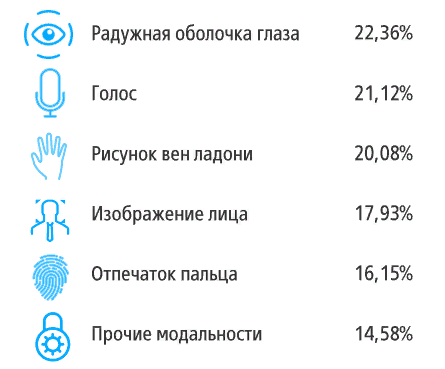 Радужная оболочка глаза 22,36%
Голос 21,12%
Рисунок вен ладони 20,08%
Изображение лица 17,93%
Отпечаток пальца 16,15%
Прочие модальности 14,58%